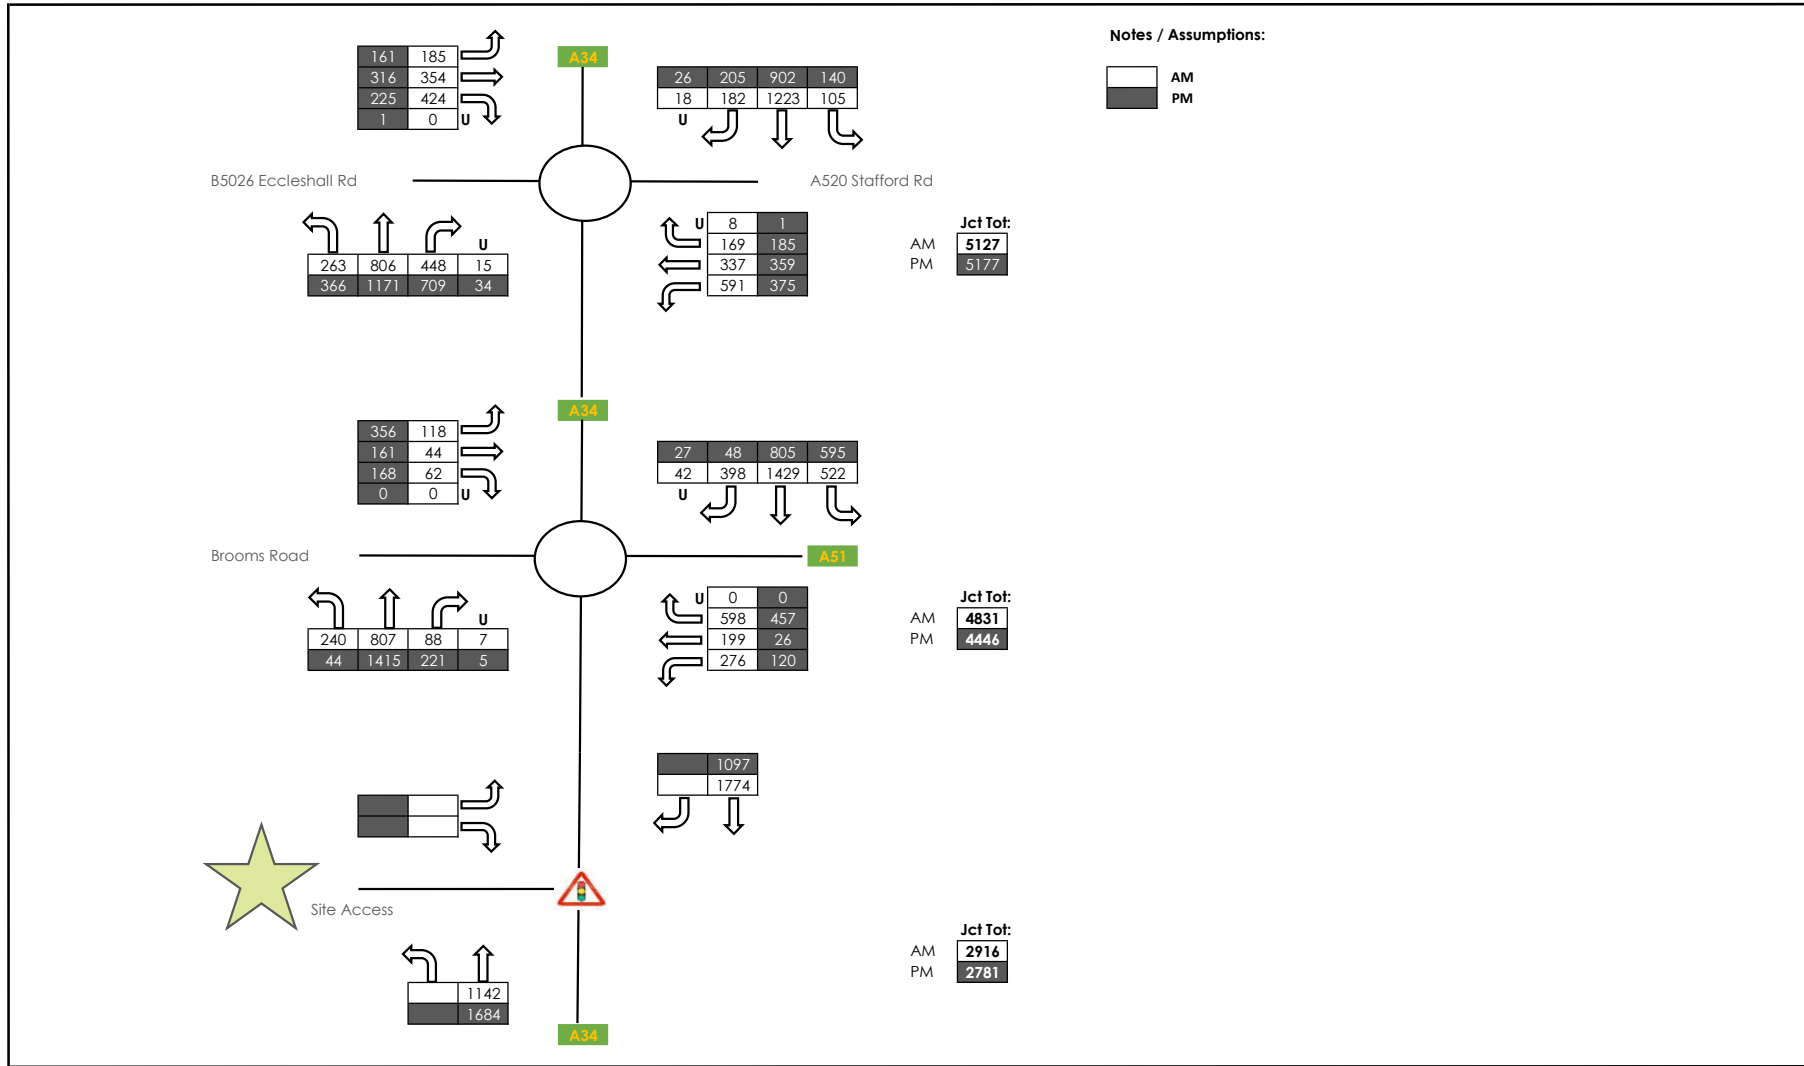 Notes / Assumptions:
AM
PM
A34
161 185
316 354
225 424
1 0 U
26 205 902 140
18 182 1223 105
U
B5026 Eccleshall Rd
A520 Stafford Rd
U
263 806 448 15
366 1171 709 34
U 8 1
169 185
337 359
591 375
Jct Tot:
AM 5127
PM 5177
A34
356 118
161 44
168 62
0 0 U
27 48 805 595
42 398 1429 522
U
Brooms Road
A51
U
240 807 88 7
44 1415 221 5
U 0 0
598 457
199 26
276 120
Jct Tot:
AM 4831
PM 4446
1097
1774
Site Access
1142
1684
Jct Tot:
AM 2916
PM 2781
A34